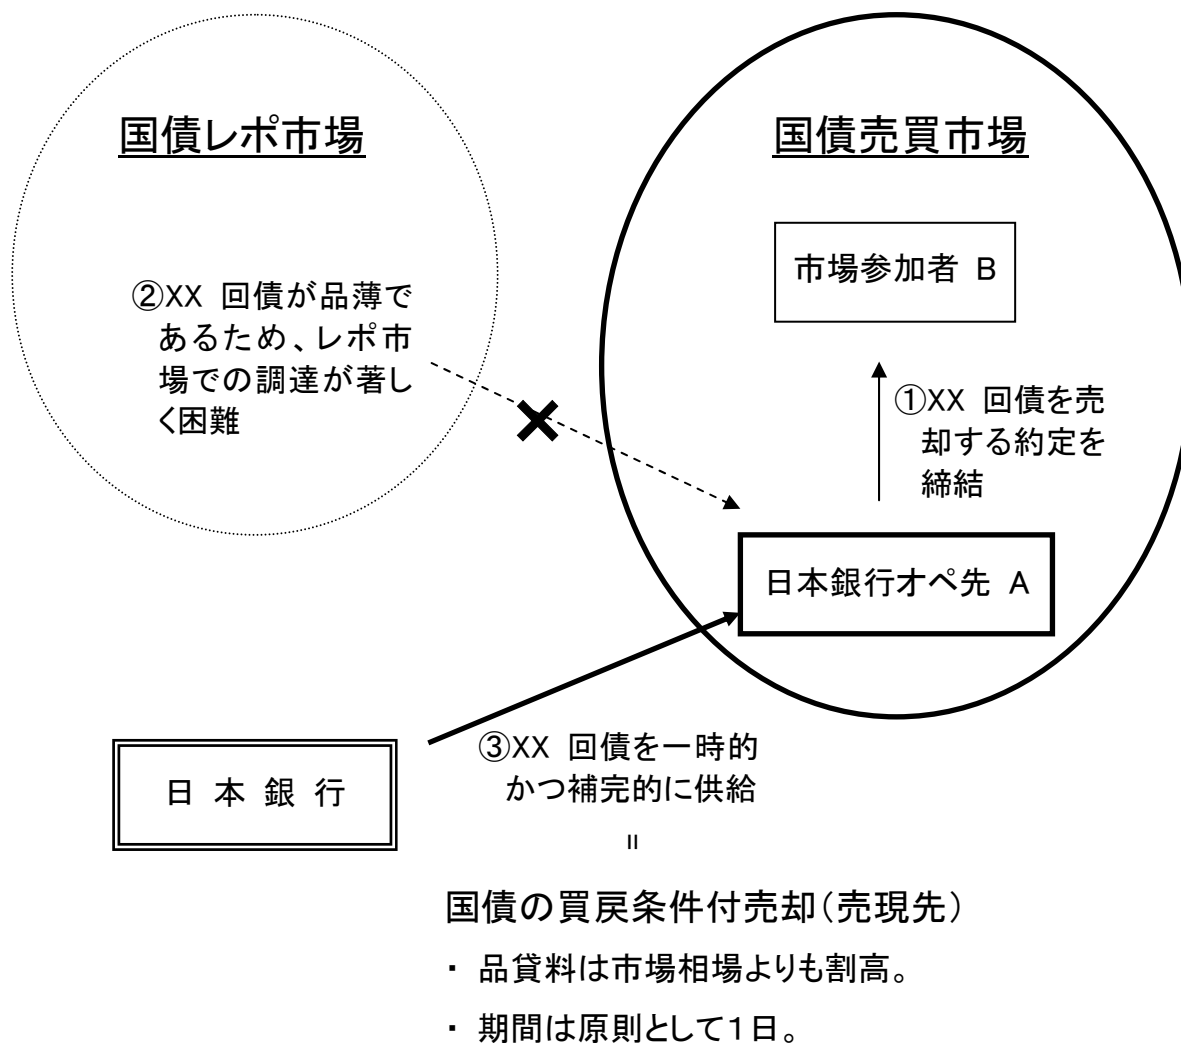 国債レポ市場
②XX 回債が品薄で
あるため、レポ市
場での調達が著し
く困難
国債売買市場
市場参加者 B
①XX 回債を売
却する約定を
締結
日本銀行オペ先 A
日 本 銀 行
③XX 回債を一時的
かつ補完的に供給
=
国債の買戻条件付売却(売現先)
・ 品貸料は市場相場よりも割高。
・ 期間は原則として1日。